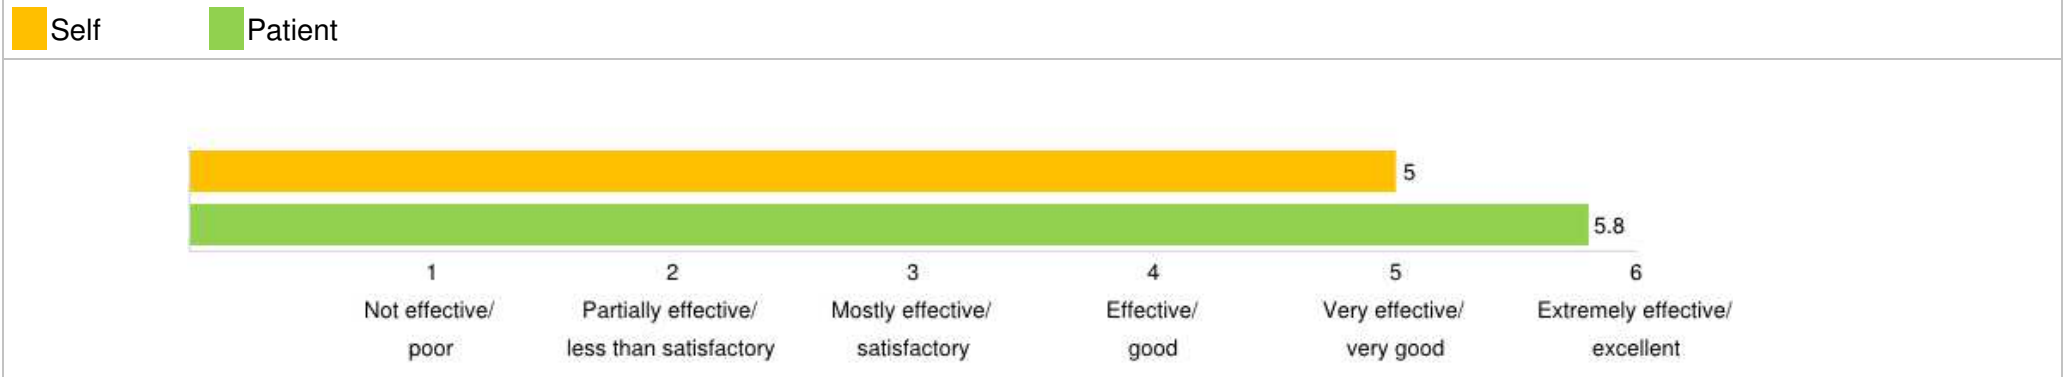 Self Patient
5
5.8
1 2 3 4 5 6
Not effective/ Partially effective/ Mostly effective/ Effective/ Very effective/ Extremely effective/
poor less than satisfactory satisfactory good very good excellent